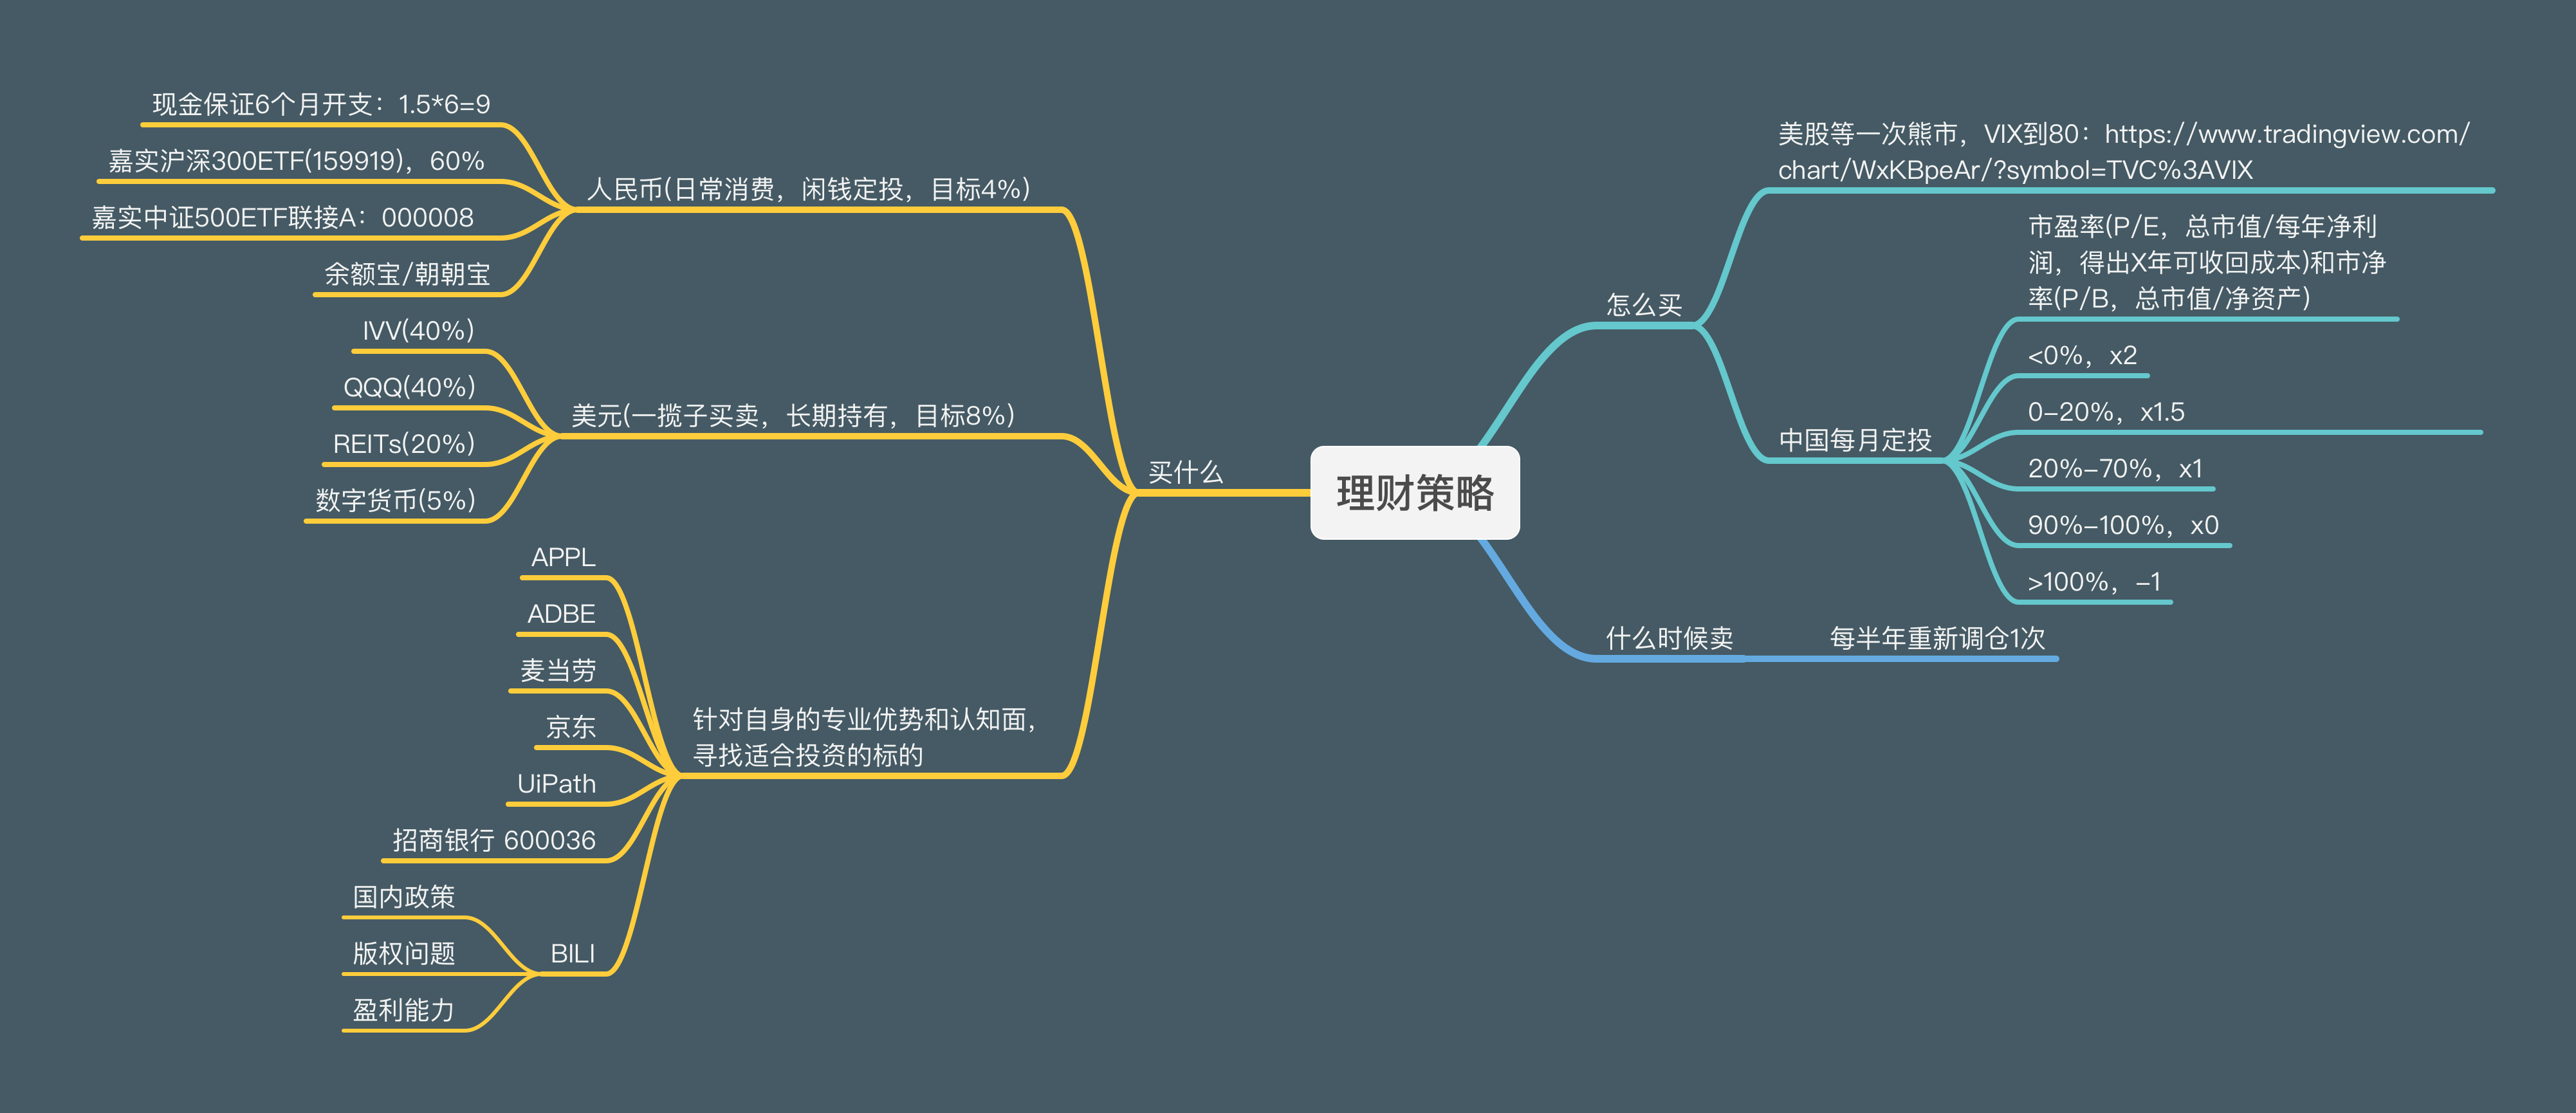 理财策略
买什么
人民币(日常消费，闲钱定投，目标4%)
现金保证6个月开支：1.5*6=9
嘉实沪深300ETF(159919)，60%
嘉实中证500ETF联接A：000008
余额宝/朝朝宝
美元(一揽子买卖，长期持有，目标8%)
IVV(40%)
QQQ(40%)
REITs(20%)
数字货币(5%)
针对自身的专业优势和认知面，
寻找适合投资的标的
APPL
ADBE
麦当劳
京东
UiPath
招商银行 600036
BILI
国内政策
版权问题
盈利能力
怎么买
美股等一次熊市，VIX到80：https://www.tradingview.com/
chart/WxKBpeAr/?symbol=TVC%3AVIX
中国每月定投
市盈率(P/E，总市值/每年净利
润，得出X年可收回成本)和市净
率(P/B，总市值/净资产)
<0%，x2
0-20%，x1.5
20%-70%，x1
90%-100%，x0
>100%，-1
什么时候卖
每半年重新调仓1次